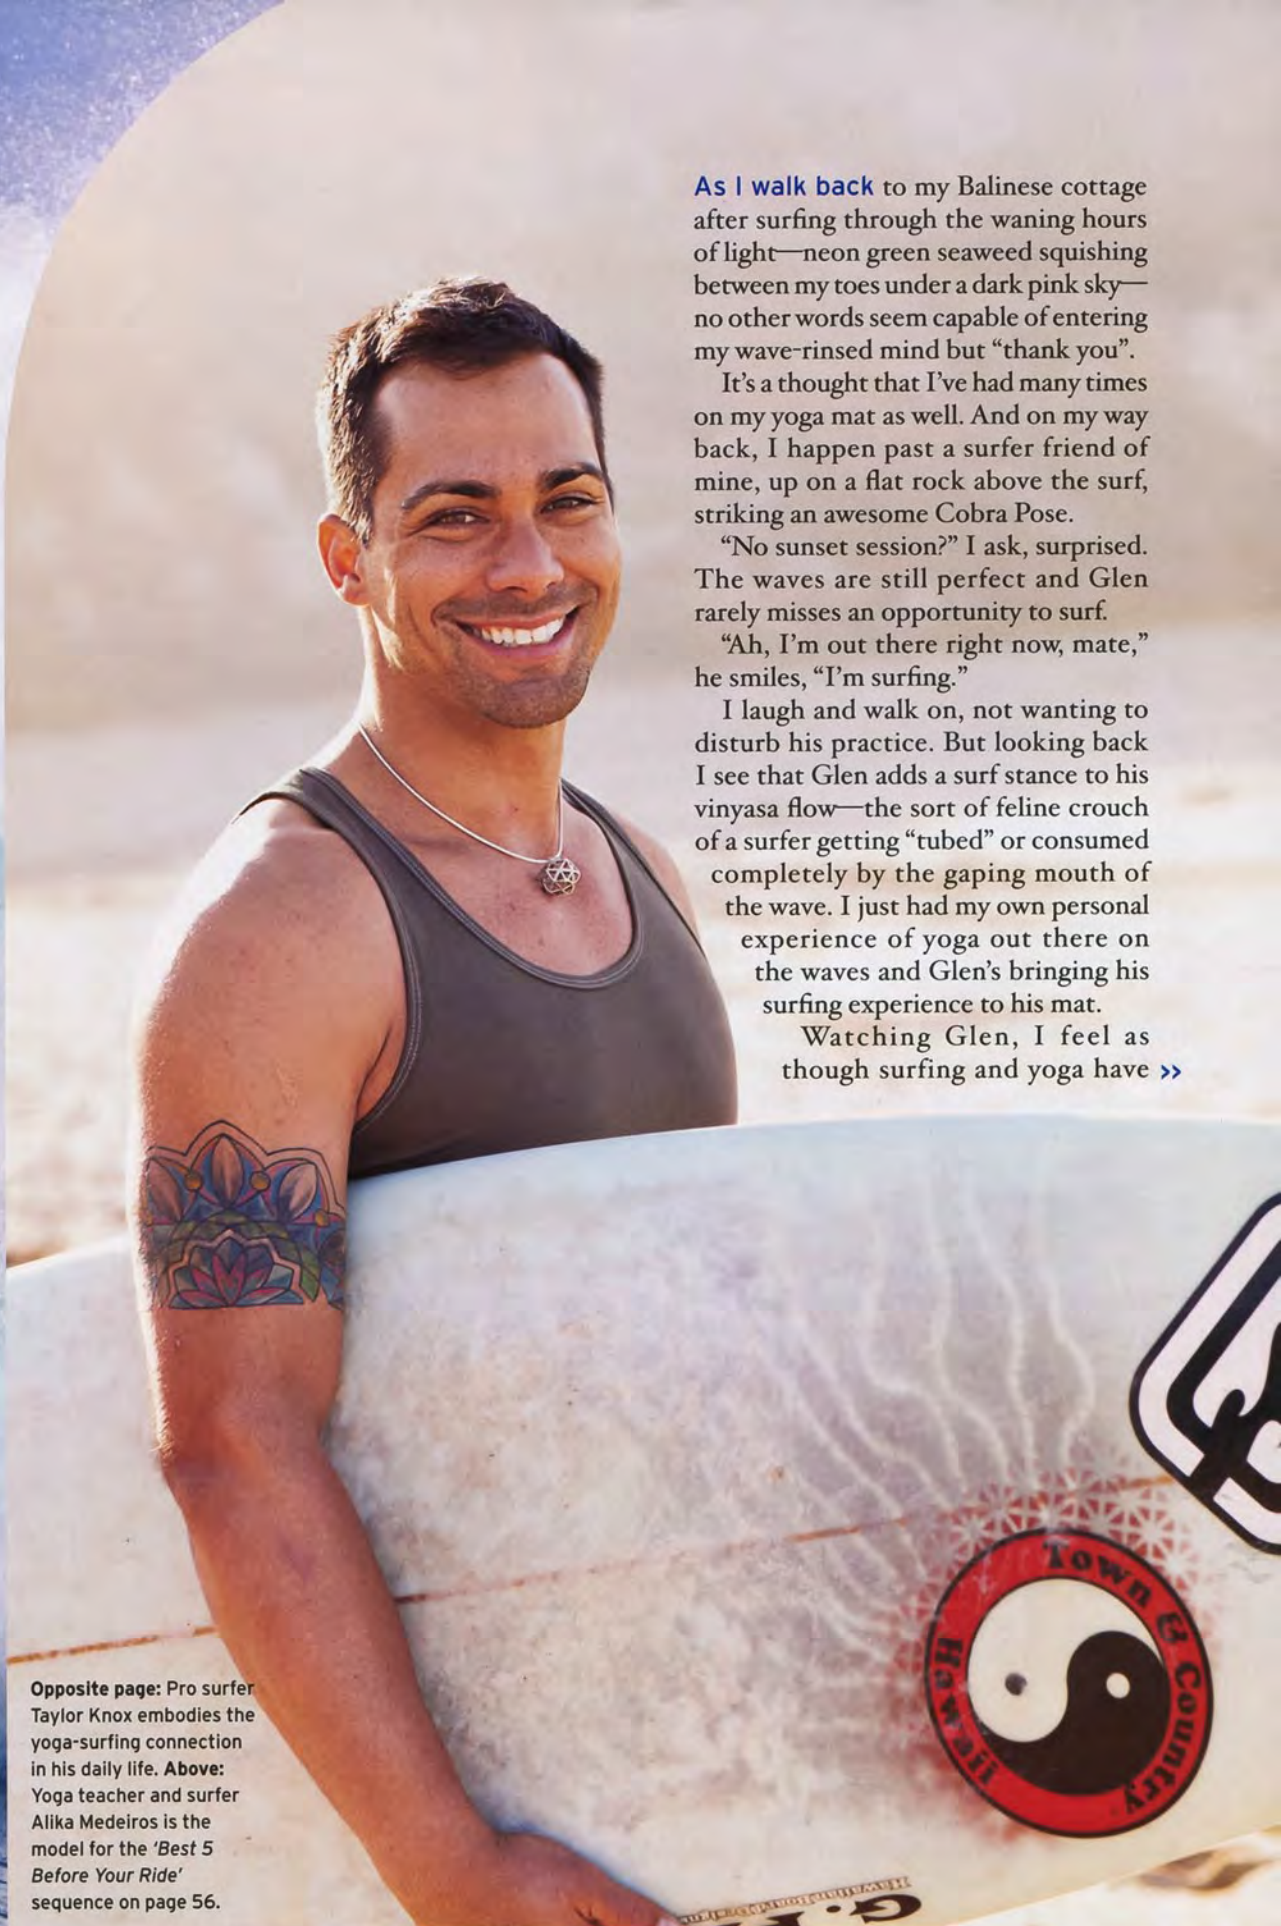 As I walk back to my Balinese cottage
after surfing through the waning hours
of light—neon green seaweed squishing
between my toes under a dark pink sky—
no other words seem capable of entering
my wave-rinsed mind but “thank you”.
It’s a thought that I’ve had many times
on my yoga mat as well. And on my way
back, I happen past a surfer friend of
mine, up on a flat rock above the surf,
striking an awesome Cobra Pose.
“No sunset session?” I ask, surprised.
The waves are still perfect and Glen
rarely misses an opportunity to surf.
“Ah, I’m out there right now, mate,”
he smiles, “I’m surfing.”
I laugh and walk on, not wanting to
disturb his practice. But looking back
I see that Glen adds a surf stance to his
vinyasa flow—the sort of feline crouch
of a surfer getting “tubed” or consumed
completely by the gaping mouth of
the wave. I just had my own personal
experience of yoga out there on
the waves and Glen’s bringing his
surfing experience to his mat.
Watching Glen, I feel as
though surfing and yoga have »
Town & Country
Hawaii
Opposite page: Pro surfer
Taylor Knox embodies the
yoga-surfing connection
in his daily life. Above:
Yoga teacher and surfer
Alika Medeiros is the
model for the ‘Best 5
Before Your Ride’
sequence on page 56.